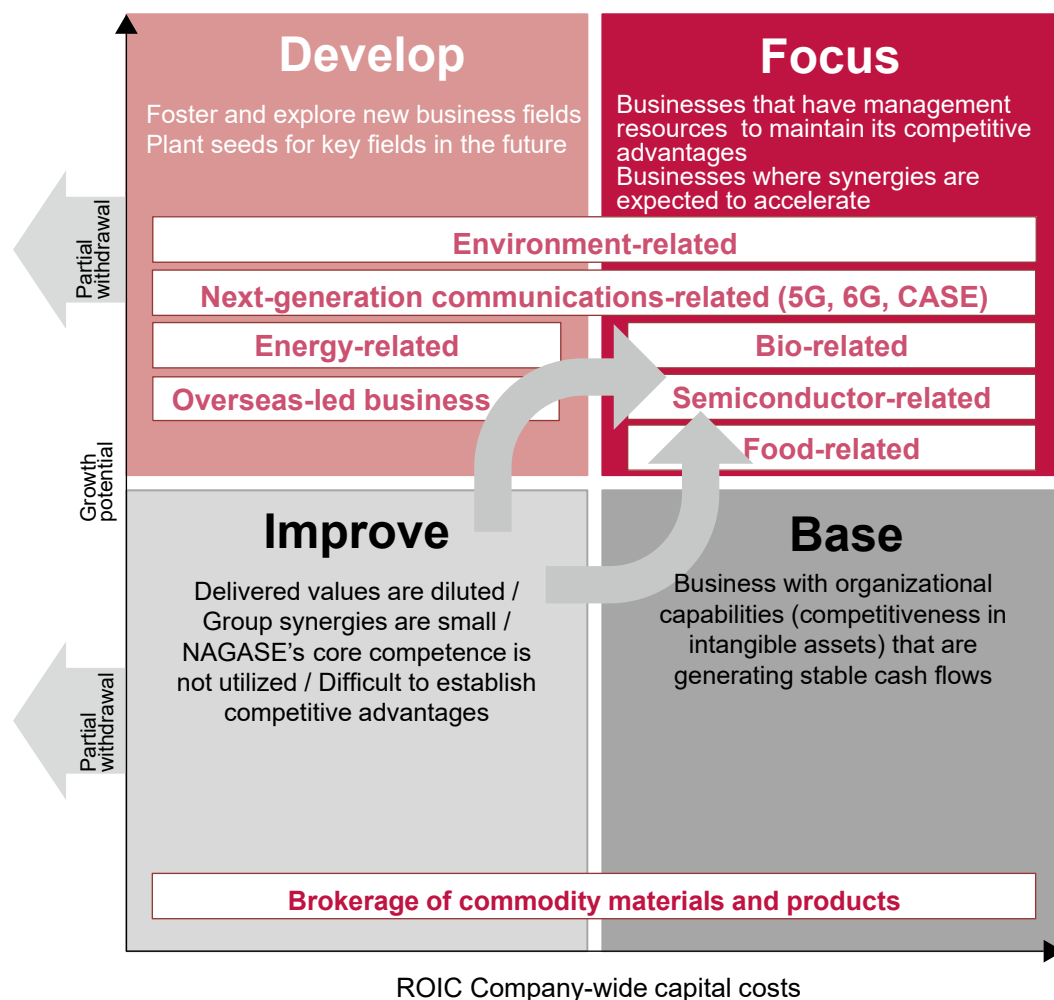 Develop
Foster and explore new business fields
Plant seeds for key fields in the future
Focus
Businesses that have management
resources to maintain its competitive
advantages
Businesses where synergies are
expected to accelerate
Partial
withdrawal
Environment-related
Next-generation communications-related (5G, 6G, CASE)
Energy-related
Bio-related
Overseas-led business
Semiconductor-related
Food-related
Growth
potential
Improve
Delivered values are diluted /
Group synergies are small /
NAGASE's core competence is
not utilized / Difficult to establish
competitive advantages
Base
Business with organizational
capabilities (competitiveness in
intangible assets) that are
generating stable cash flows
Partial
withdrawal
Brokerage of commodity materials and products
ROIC Company-wide capital costs